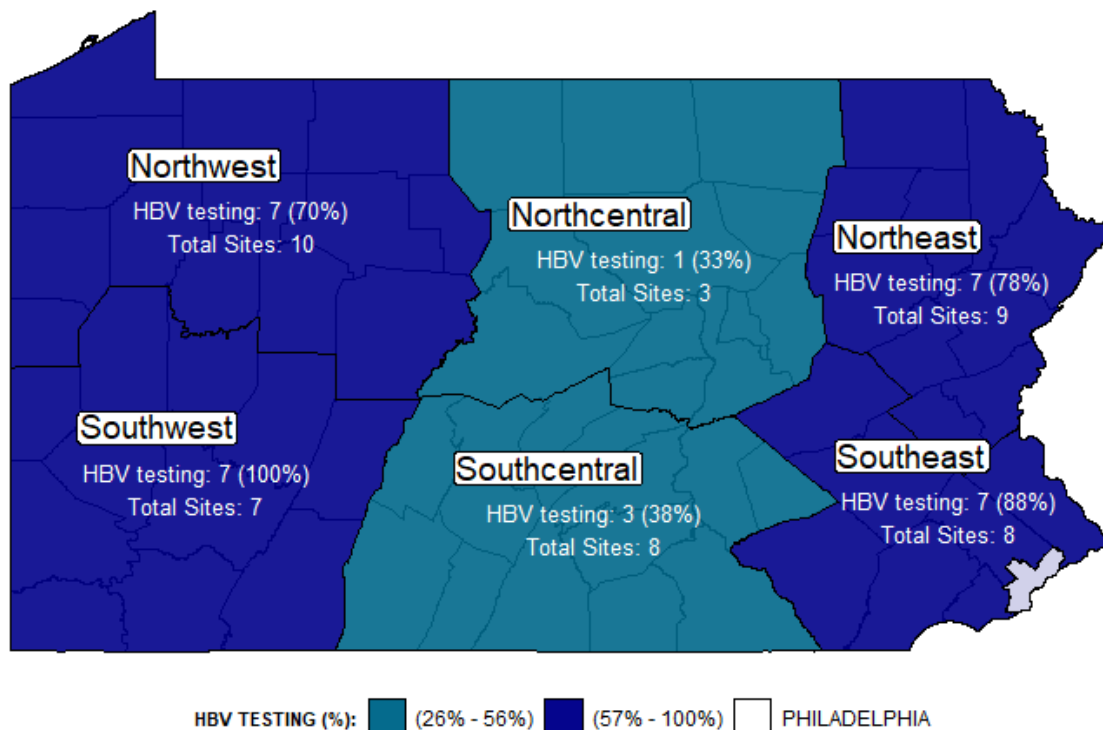 Northwest
HBV testing: 7 (70%)
Total Sites: 10
Northcentral
HBV testing: 1 (33%)
Total Sites: 3
Northeast
HBV testing: 7 (78%)
Total Sites: 9
Southwest
HBV testing: 7 (100%)
Total Sites: 7
Southcentral
HBV testing: 3 (38%)
Total Sites: 8
Southeast
HBV testing: 7 (88%)
Total Sites: 8
HBV TESTING (%): (26% - 56%) (57% - 100%) PHILADELPHIA